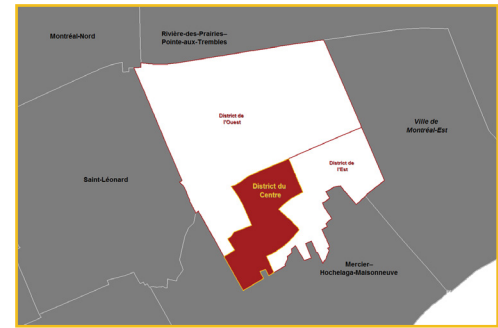 Montréal-Nord
Rivière-des-Prairies–
Pointe-aux-Trembles
District de
l'Ouest
Ville de
Montréal-Est
District de
l'Est
Saint-Léonard
District du
Centre
Mercier–
Hochelaga-Maisonneuve